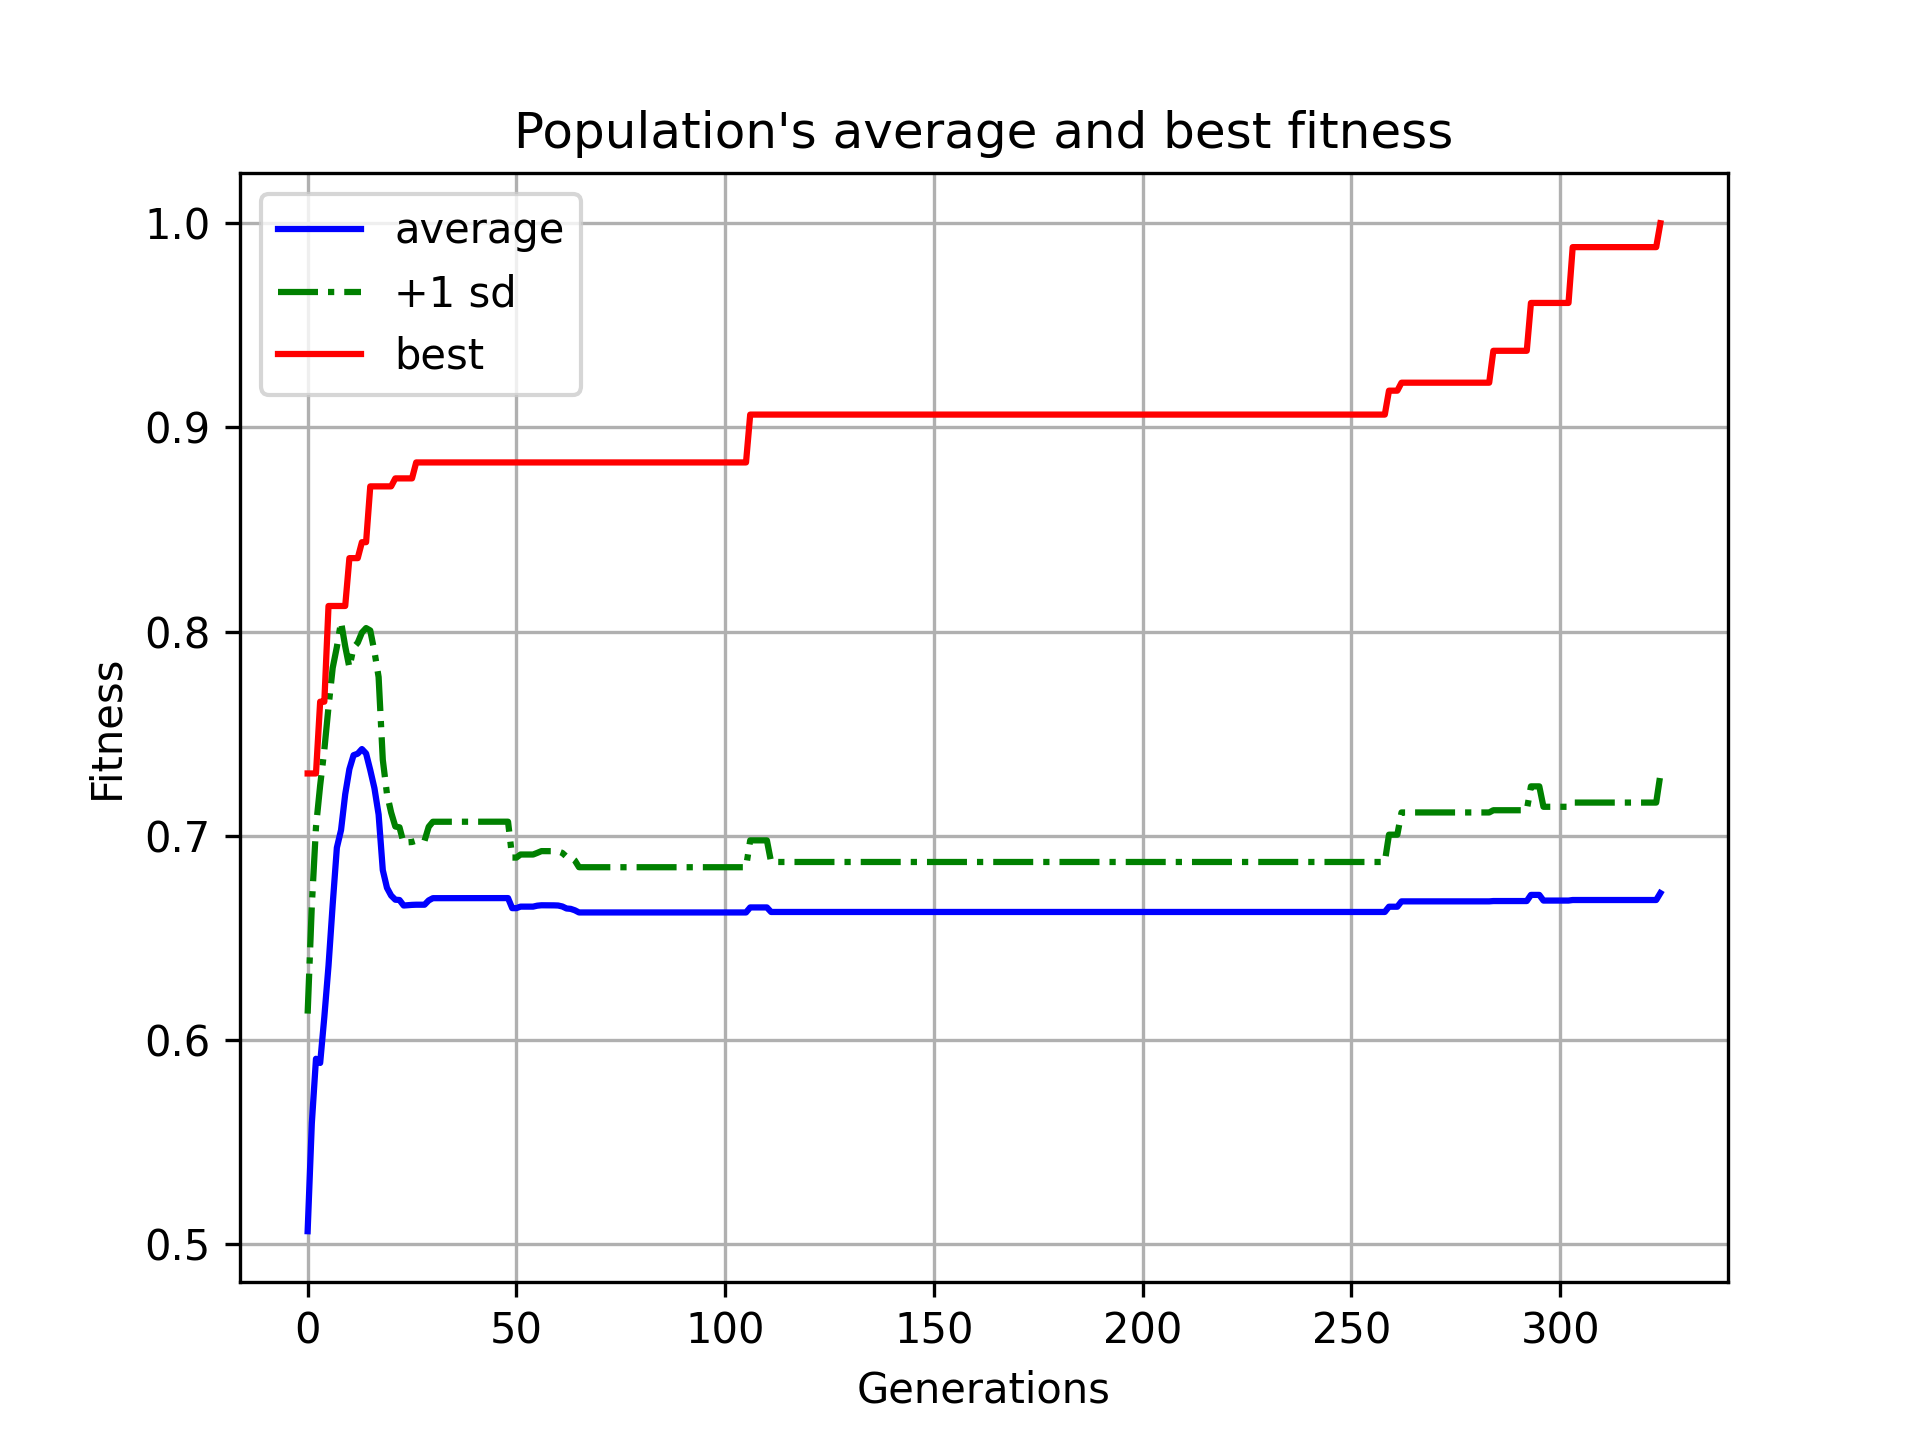 Population's average and best fitness
average
+1 sd
best
1.0
0.9
0.8
0.7
0.6
0.5
Fitness
0 50 100 150 200 250 300
Generations